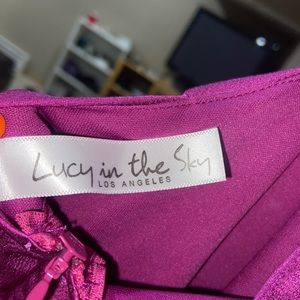 Lucy in the Sky
LOS ANGELES